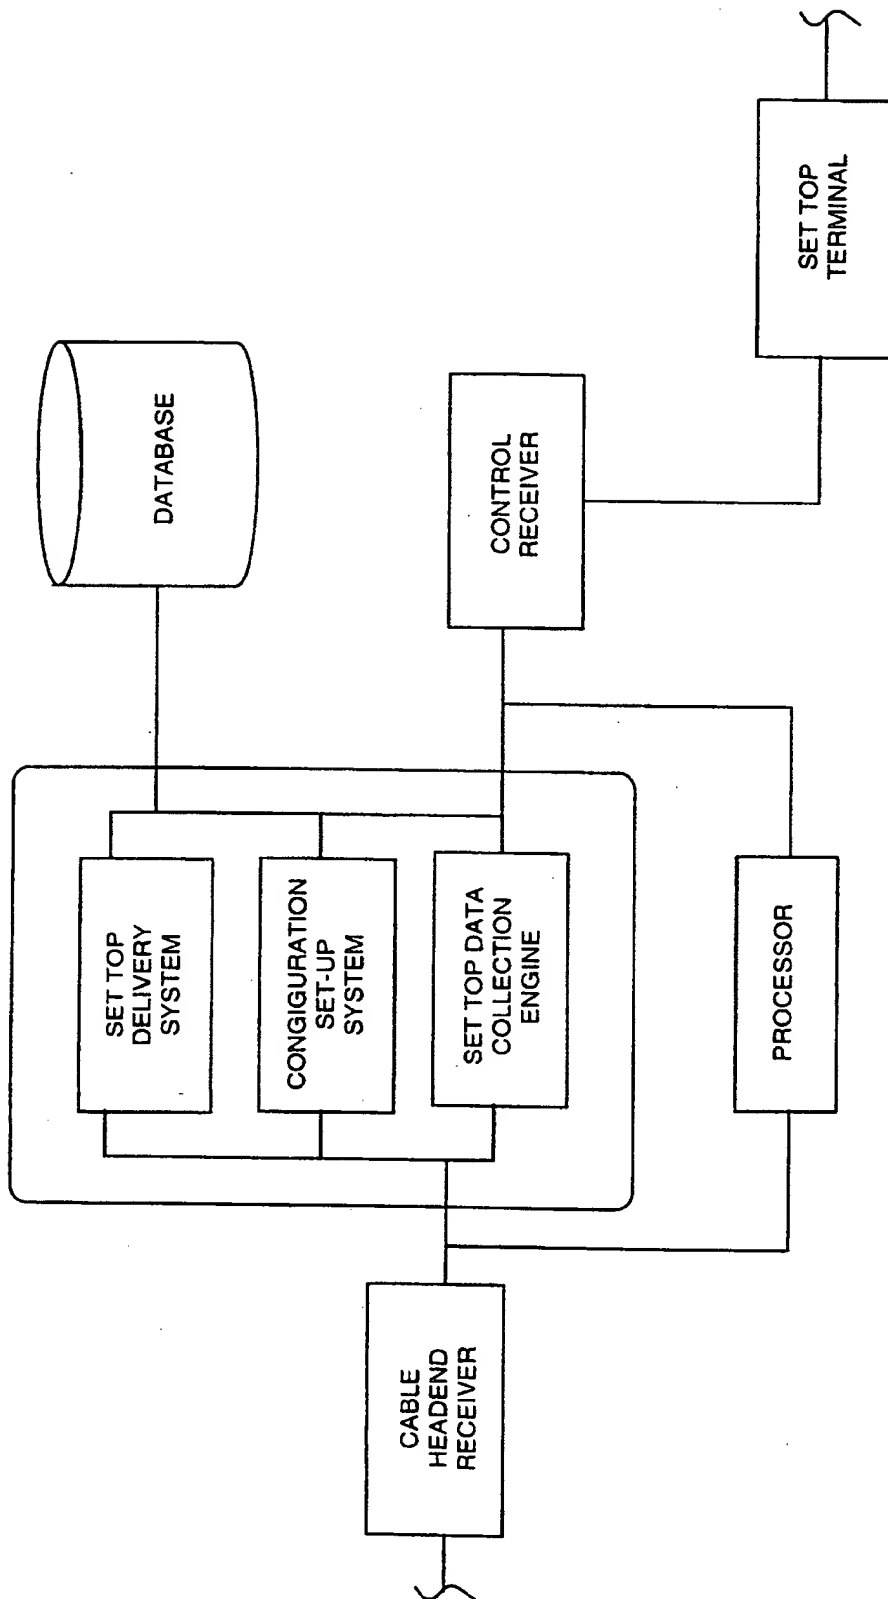 DATABASE
SET TOP
DELIVERY
SYSTEM
CONGIGURATION
SET-UP
SYSTEM
SET TOP DATA
COLLECTION
ENGINE
CABLE
HEADEND
RECEIVER
CONTROL
RECEIVER
PROCESSOR
SET TOP
TERMINAL